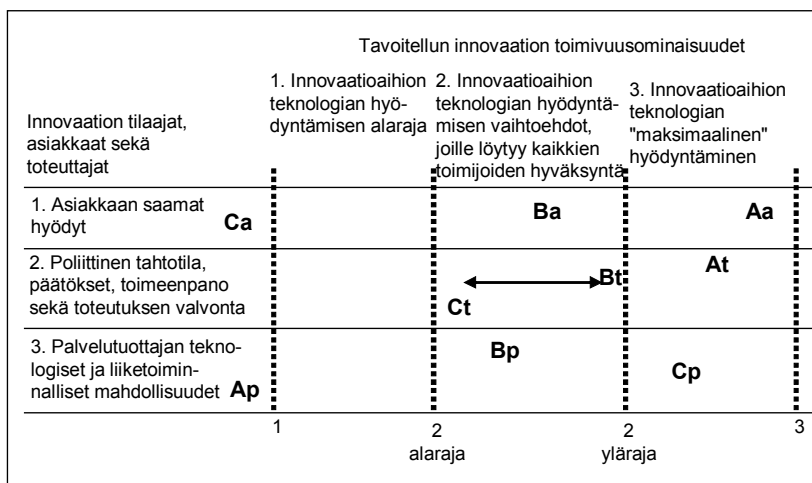 Tavoitellun innovaation toimivuusominaisuudet
Innovaation tilaajat,
asiakkaat sekä
toteuttajat
1. Innovaatioaihion
teknologian hyö-
dyntämisen alaraja
2. Innovaatioaihion
teknologian hyödyntä-
misen vaihtoehdot,
joille löytyy kaikkien
toimijoiden hyväksyntä
3. Innovaatioaihion
teknologian
"maksimaalinen"
hyödyntäminen
1. Asiakkaan saamat
hyödyt
Ca
Ba
Aa
2. Poliittinen tahtotila,
päätökset, toimeenpano
sekä toteutuksen valvonta
Ct
Bt
At
3. Palvelutuottajan tekno-
logiset ja liiketoimin-
nalliset mahdollisuudet
Ap
Bp
Cp
1
2
alaraja
2
yläraja
3